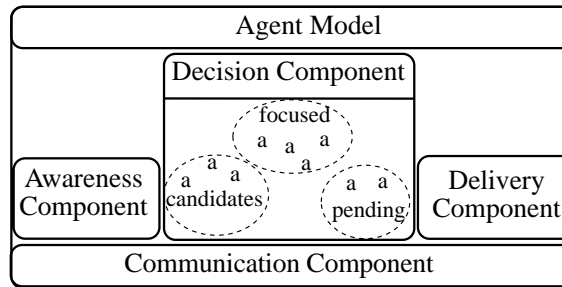 Agent Model
Decision Component
focused
a a a
a
a
a a
a a
Awareness
Component
candidates
pending
Delivery
Component
Communication Component